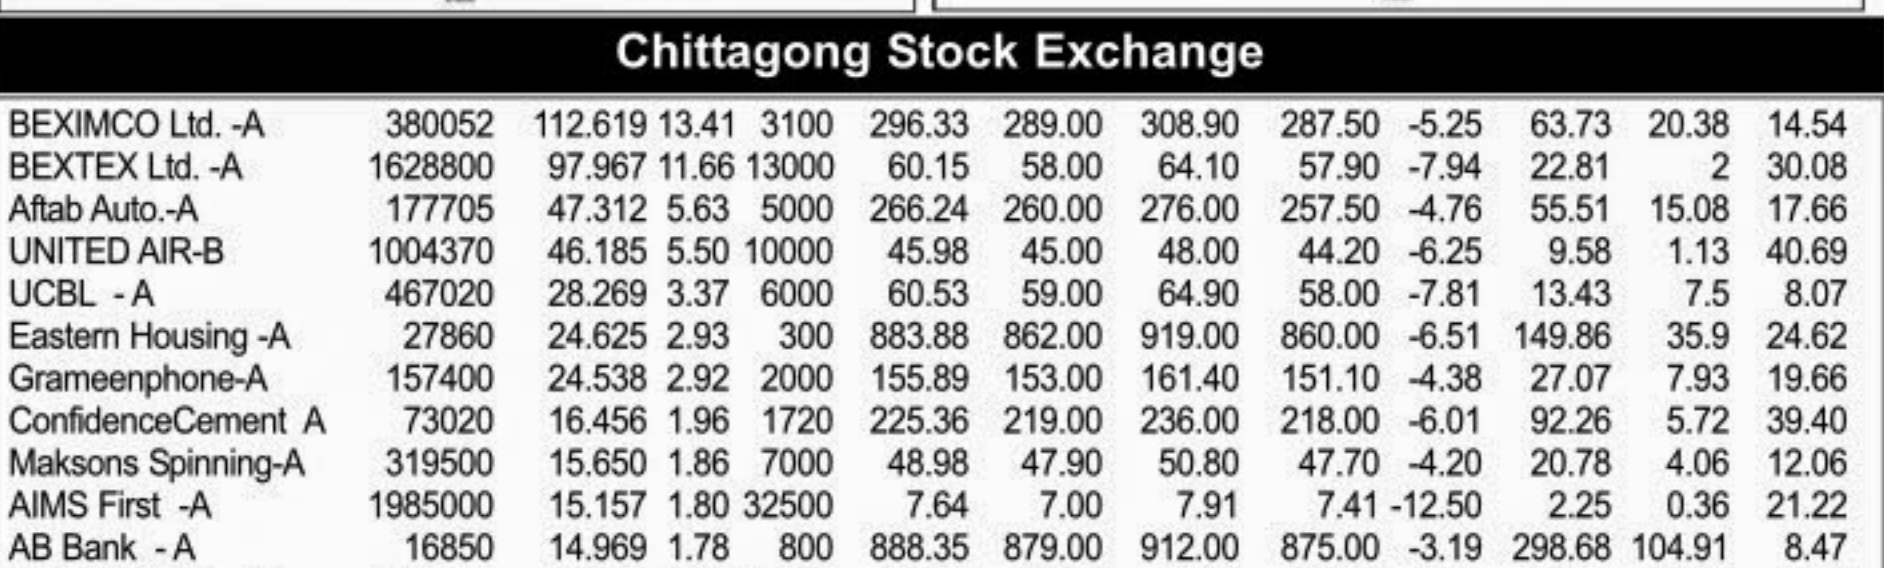 Chittagong Stock Exchange
BEXIMCO Ltd. -A 380052 112.619 13.41 3100 296.33 289.00 308.90 287.50 -5.25 63.73 20.38 14.54
BEXTEX Ltd. -A 1628800 97.967 11.66 13000 60.15 58.00 64.10 57.90 -7.94 22.81 2 30.08
Aftab Auto.-A 177705 47.312 5.63 5000 266.24 260.00 276.00 257.50 -4.76 55.51 15.08 17.66
UNITED AIR-B 1004370 46.185 5.50 10000 45.98 45.00 48.00 44.20 -6.25 9.58 1.13 40.69
UCBL - A 467020 28.269 3.37 6000 60.53 59.00 64.90 58.00 -7.81 13.43 7.5 8.07
Eastern Housing -A 27860 24.625 2.93 300 883.88 862.00 919.00 860.00 -6.51 149.86 35.9 24.62
Grameenphone-A 157400 24.538 2.92 2000 155.89 153.00 161.40 151.10 -4.38 27.07 7.93 19.66
ConfidenceCement A 73020 16.456 1.96 1720 225.36 219.00 236.00 218.00 -6.01 92.26 5.72 39.40
Maksons Spinning-A 319500 15.650 1.86 7000 48.98 47.90 50.80 47.70 -4.20 20.78 4.06 12.06
AIMS First -A 1985000 15.157 1.80 32500 7.64 7.00 7.91 7.41 -12.50 2.25 0.36 21.22
AB Bank - A 16850 14.969 1.78 800 888.35 879.00 912.00 875.00 -3.19 298.68 104.91 8.47